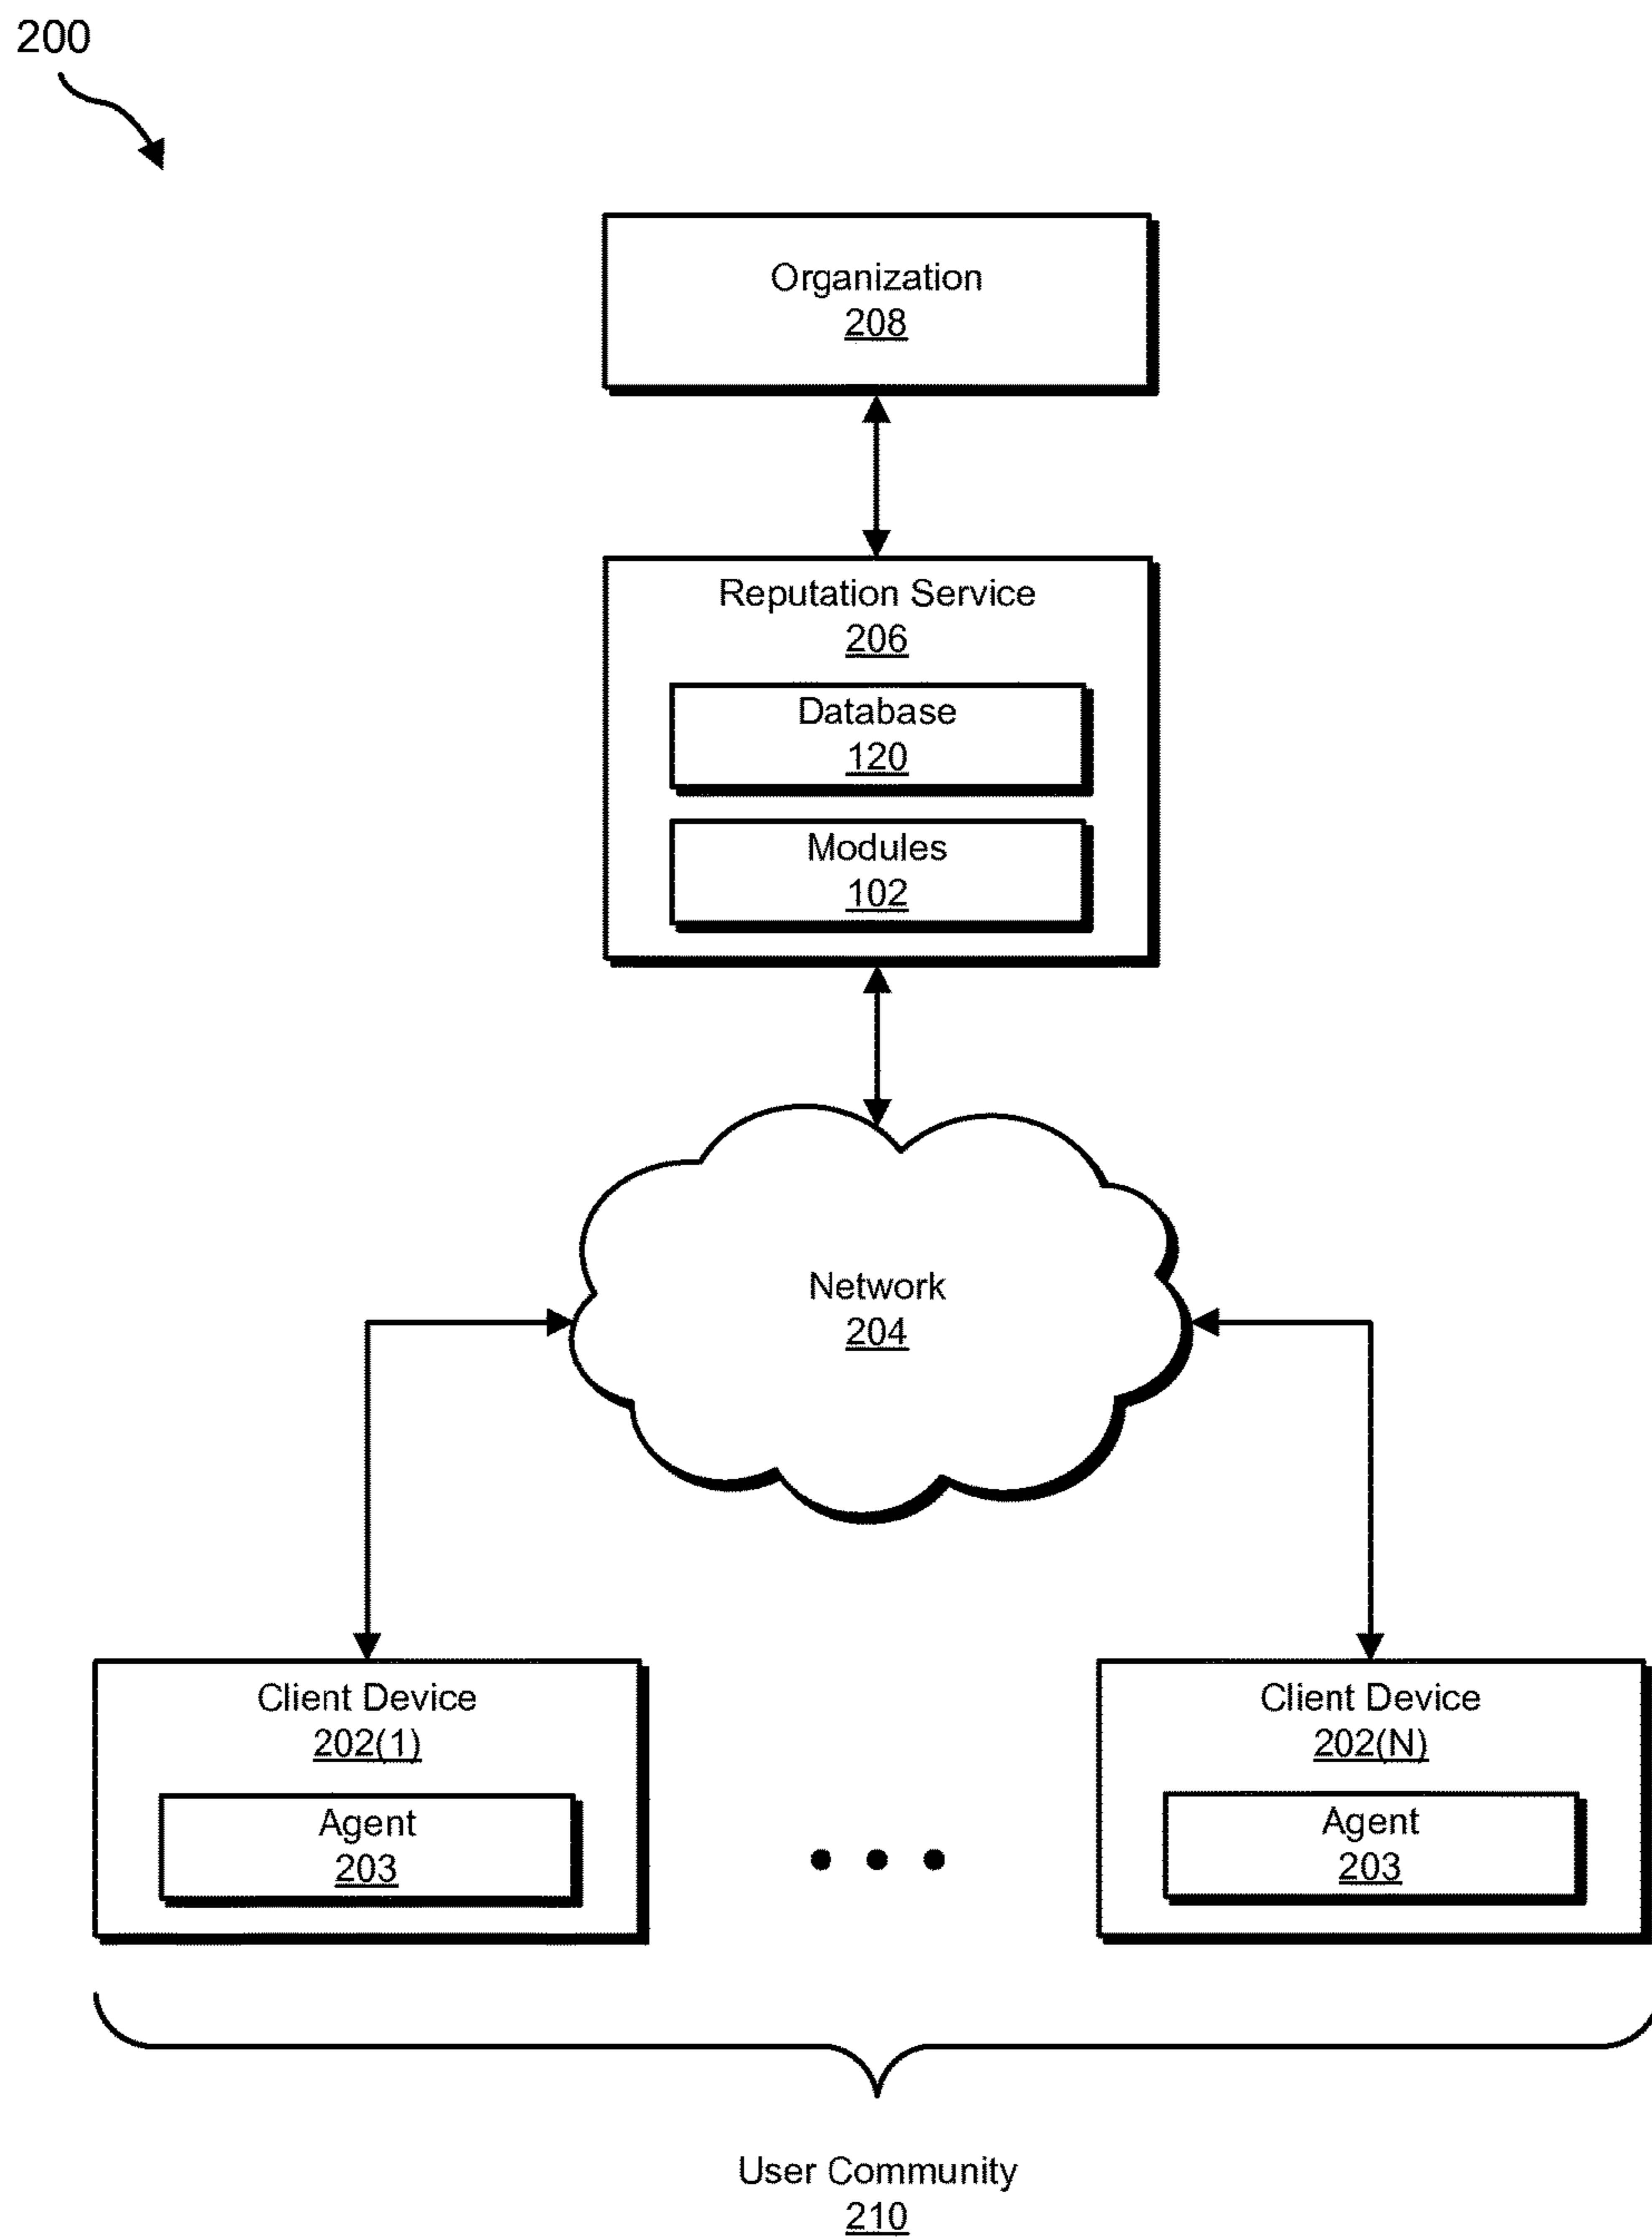 200
Organization
208
Reputation Service
206
Database
120
Modules
102
Network
204
Client Device
202(1)
Agent
203
Client Device
202(N)
Agent
203
User Community
210